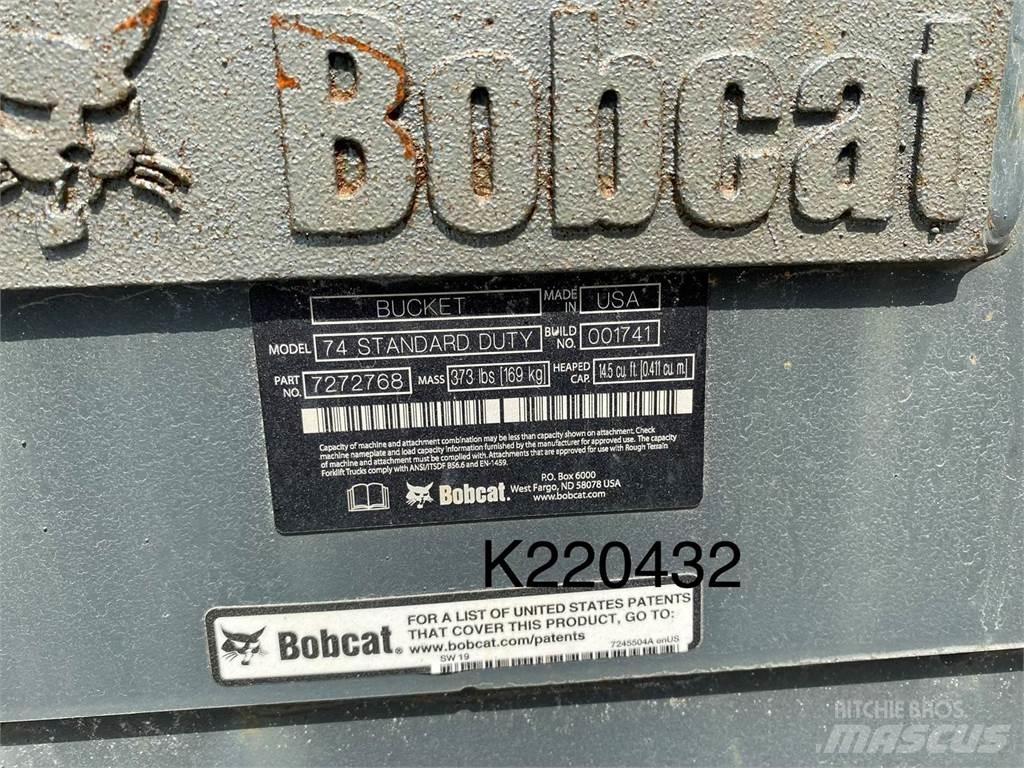 Bobcat
BUCKET MADE IN USA
MODEL 74 STANDARD DUTY BUILD NO. 001741
PART NO. 7272768 MASS 373 lbs [169 kg] HEAPED CAP. 14.5 cu. ft. [0.411 cu. m.]
Capacity of machine and attachment combination may be less than capacity shown on attachment. Check
machine nameplate and load capacity information furnished by the manufacturer for approved use. The capacity
of machine and attachment must be complied with. Attachments approved for use with Rough Terrain
Forklift Trucks comply with ANSI/ITSDF B56.6 and EN-1459.
Bobcat.
P.O. Box 6000
West Fargo, ND 58078 USA
www.bobcat.com
K220432
Bobcat®
FOR A LIST OF UNITED STATES PATENTS
THAT COVER THIS PRODUCT, GO TO:
www.bobcat.com/patents
7245504A enUS
SW 19
RITCHIE BROS.
MASCUS